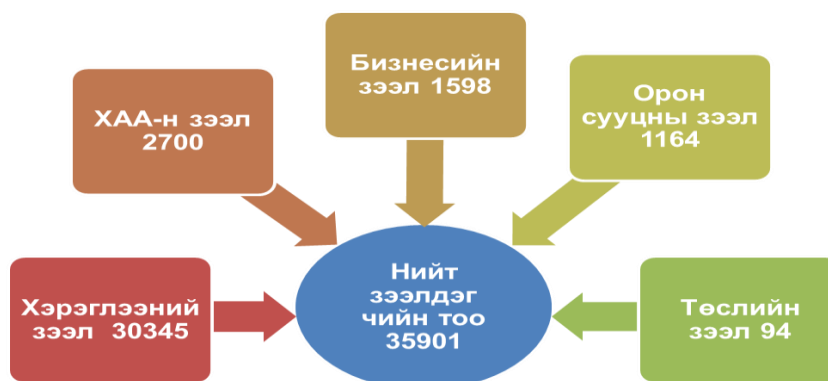 Бизнесийн
зээл 1598
ХАА-н зээл
2700
Орон
сууцны зээл
1164
Хэрэглээний
зээл 30345
Нийт
зээлдэг
чийн тоо
35901
Төслийн
зээл 94